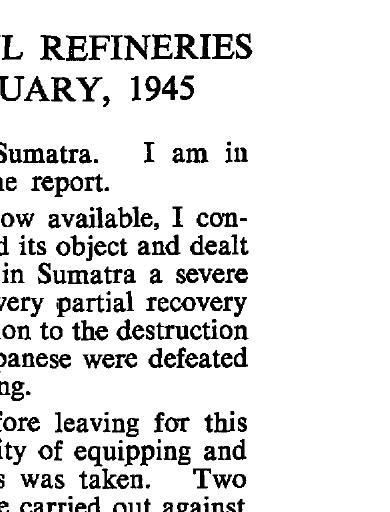 L REFINERIES
UARY, 1945
Sumatra. I am in
e report.
ow available, I con-
d its object and dealt
in Sumatra a severe
very partial recovery
on to the destruction
panese were defeated
ng.
fore leaving for this
ity of equipping and
s was taken. Two
e carried out against